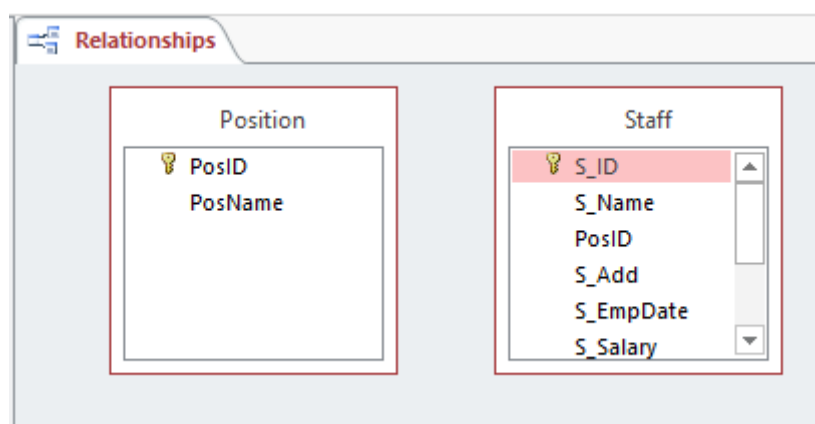 Relationships
Position
PosID
PosName
Staff
S_ID
S_Name
PosID
S_Add
S_EmpDate
S_Salary